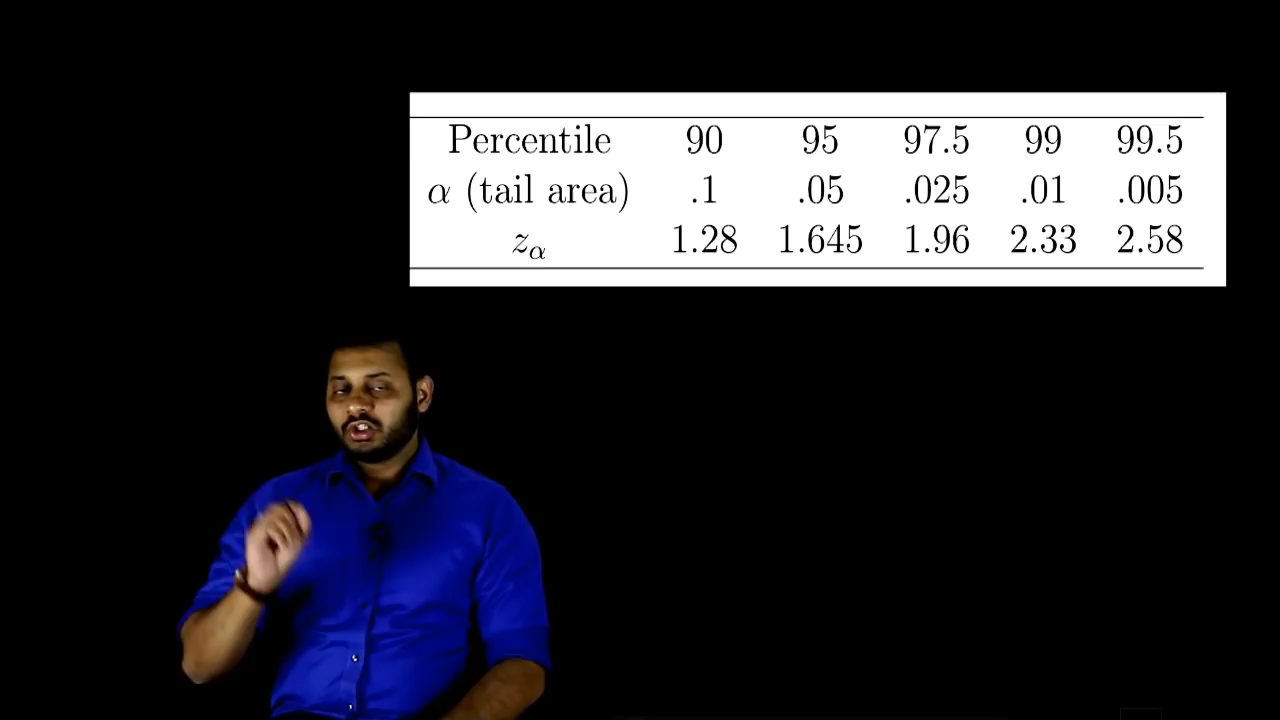 Percentile 90 95 97.5 99 99.5
α (tail area) .1 .05 .025 .01 .005
zα 1.28 1.645 1.96 2.33 2.58